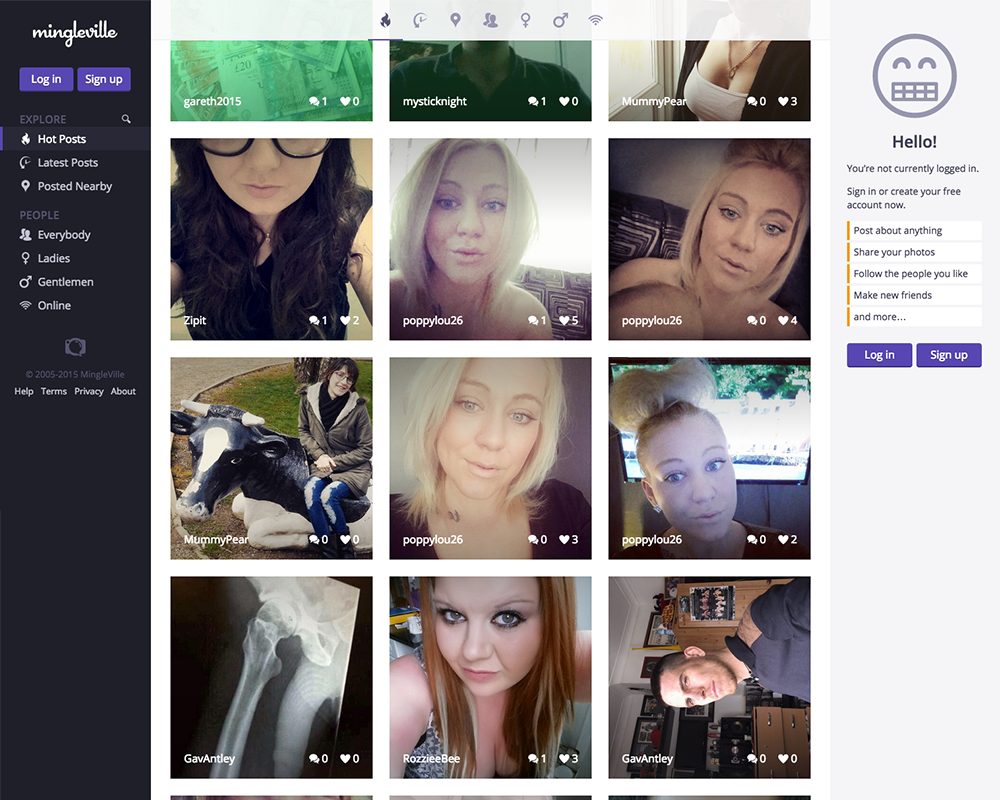 mingleville
Log in
Sign up
EXPLORE
Hot Posts
Latest Posts
Posted Nearby
PEOPLE
Everybody
Ladies
Gentlemen
Online
© 2005-2015 MingleVille
Help Terms Privacy About
£20
gareth2015 1 0
mysticknight 1 0
MummyPear 0 3
Zipit 1 2
poppylou26 1 5
poppylou26 0 4
MummyPear 0 0
poppylou26 0 3
poppylou26 0 2
GavAntley 0 0
RozzieeBee 1 3
GavAntley 0 0
Hello!
You're not currently logged in.
Sign in or create your free
account now.
Post about anything
Share your photos
Follow the people you like
Make new friends
and more...
Log in
Sign up